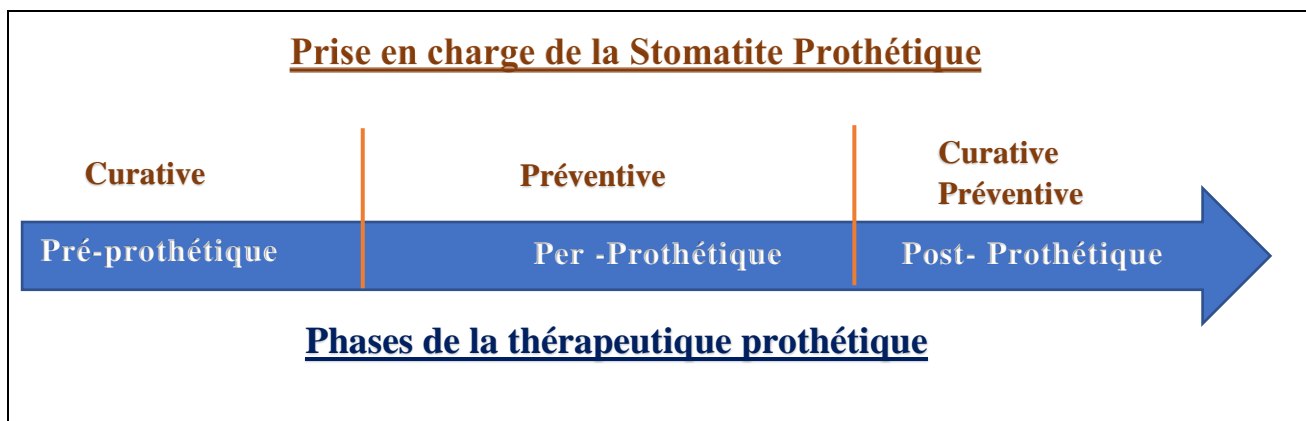 Prise en charge de la Stomatite Prothétique
Curative
Préventive
Curative
Préventive
Pré-prothétique
Per -Prothétique
Post- Prothétique
Phases de la thérapeutique prothétique